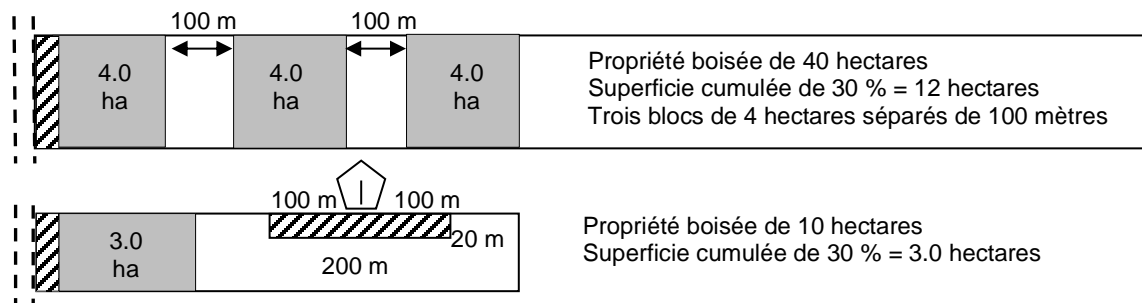 100 m 100 m
4.0
ha
4.0
ha
4.0
ha
Propriété boisée de 40 hectares
Superficie cumulée de 30 % = 12 hectares
Trois blocs de 4 hectares séparés de 100 mètres
100 m 100 m
3.0
ha
20 m
200 m
Propriété boisée de 10 hectares
Superficie cumulée de 30 % = 3.0 hectares